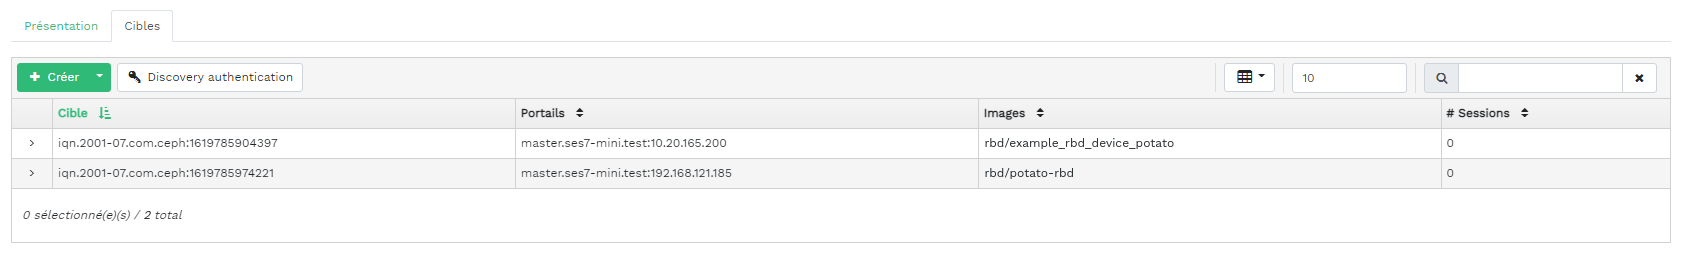 Présentation Cibles
Créer Discovery authentication 10
Cible Portails Images # Sessions
iqn.2001-07.com.ceph:1619785904397 master.ses7-mini.test:10.20.165.200 rbd/example_rbd_device_potato 0
iqn.2001-07.com.ceph:1619785974221 master.ses7-mini.test:192.168.121.185 rbd/potato-rbd 0
0 sélectionné(e)(s) / 2 total